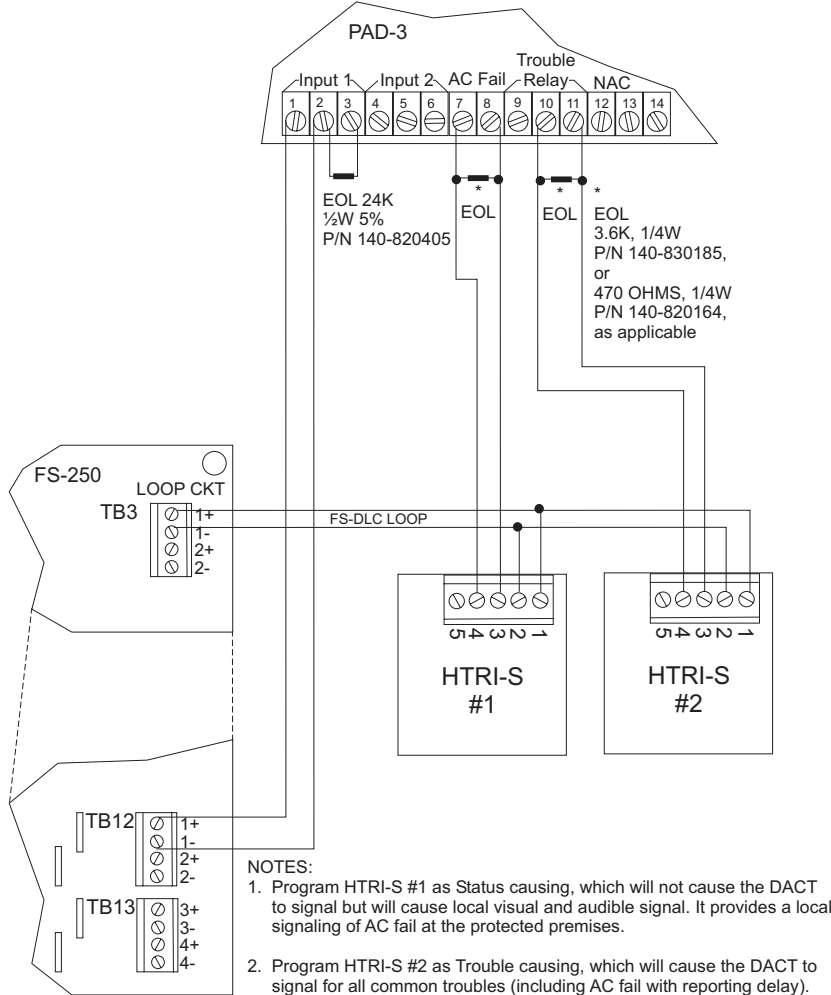 PAD-3
Trouble
Input 1 Input 2 AC Fail Relay NAC
1 2 3 4 5 6 7 8 9 10 11 12 13 14
EOL 24K
½W 5%
P/N 140-820405
*
EOL
*
EOL
*
EOL
3.6K, 1/4W
P/N 140-830185,
or
470 OHMS, 1/4W
P/N 140-820164,
as applicable
FS-250
LOOP CKT
TB3
1+
1-
2+
2-
FS-DLC LOOP
5 4 3 2 1
HTRI-S
#1
5 4 3 2 1
HTRI-S
#2
TB12
1+
1-
2+
2-
TB13
3+
3-
4+
4-
NOTES:
1. Program HTRI-S #1 as Status causing, which will not cause the DACT
to signal but will cause local visual and audible signal. It provides a local
signaling of AC fail at the protected premises.
2. Program HTRI-S #2 as Trouble causing, which will cause the DACT to
signal for all common troubles (including AC fail with reporting delay).